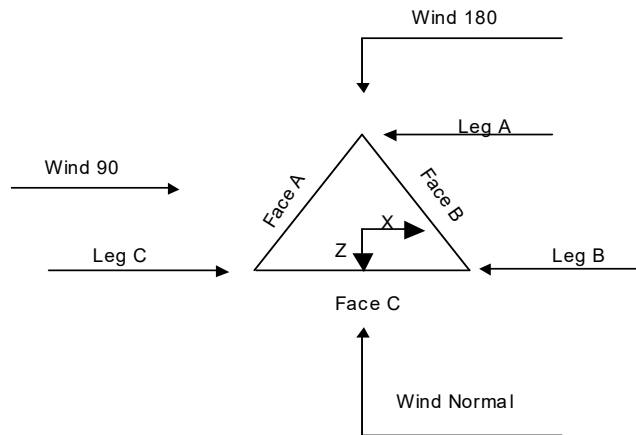 Wind 180
Leg A
Wind 90
Face A
Face B
X
Leg C
Z
Leg B
Face C
Wind Normal